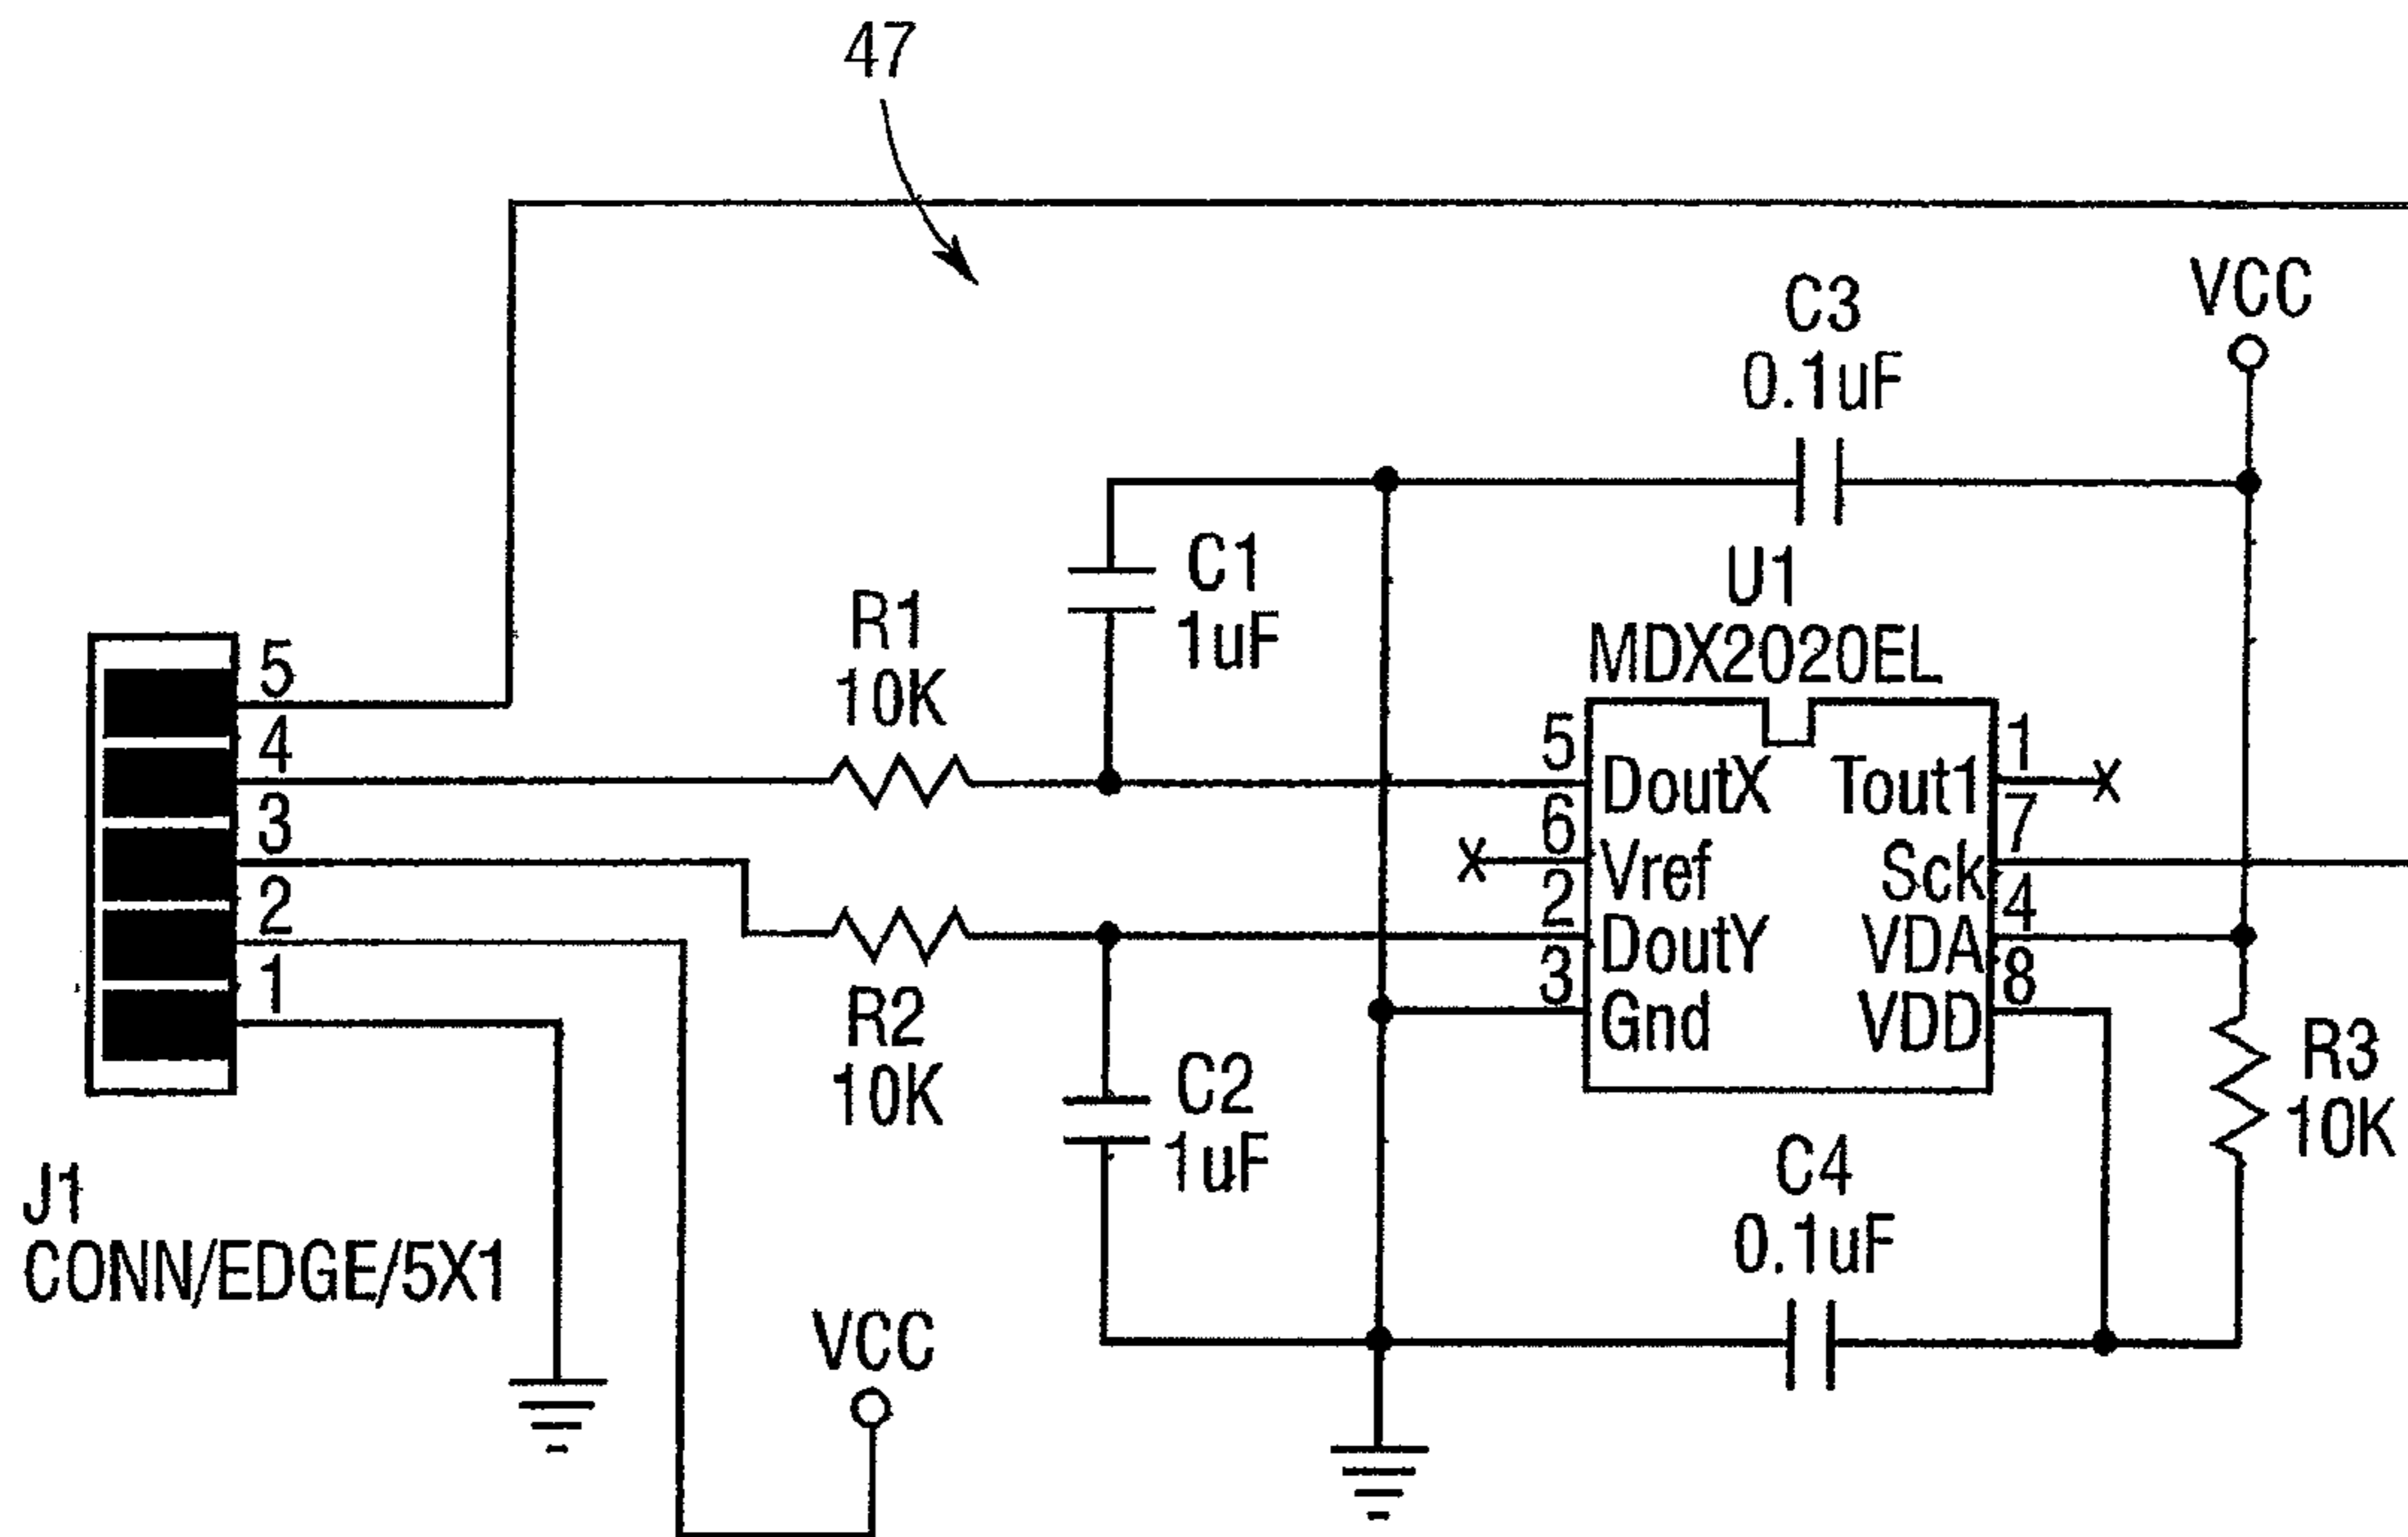 47
VCC
C3
0.1uF
C1
1uF
U1
MDX2020EL
R1
10K
5
4
3
2
1
5 DoutX Tout1 1
6 Vref Sck 7
2 DoutY VDA 4
3 Gnd VDD 8
R2
10K
R3
10K
C2
1uF
C4
0.1uF
J1
CONN/EDGE/5X1
VCC